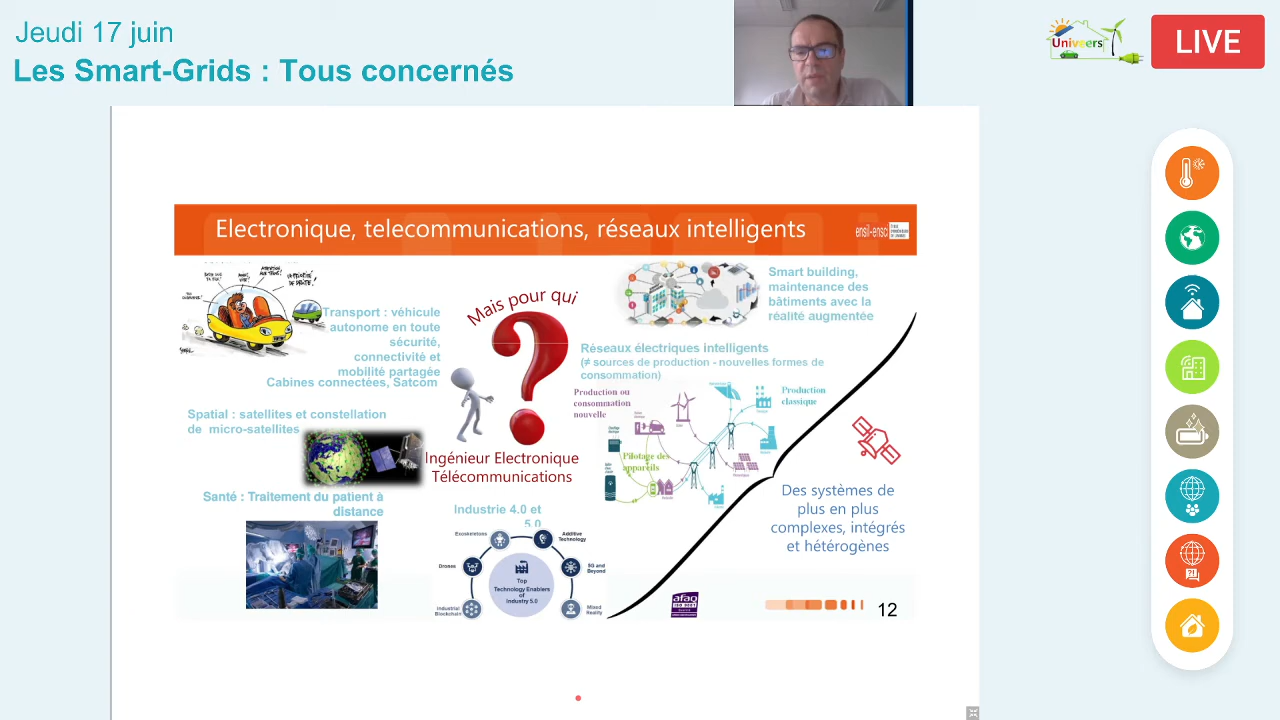 Jeudi 17 juin
Les Smart-Grids : Tous concernés
Univeers
LIVE
Electronique, telecommunications, réseaux intelligents
ensil-ensci
Transport : véhicule
autonome en toute
sécurité,
connectivité et
mobilité partagée
Cabines connectées, Satcom
Spatial : satellites et constellation
de micro-satellites
Santé : Traitement du patient à
distance
Mais pour qui
?
Ingénieur Electronique
Télécommunications
Industrie 4.0 et
5.0
Ecoskeletons
Additive
Technology
Drones
5G and
Beyond
Industrial
Blockchain
Mixed
Reality
Top
Technology Enablers
of
Industry 5.0
Smart building,
maintenance des
bâtiments avec la
réalité augmentée
Réseaux électriques intelligents
(≠ sources de production - nouvelles formes de
consommation)
Production ou
consommation
nouvelle
Production
classique
Pilotage des
appareils
Des systèmes de
plus en plus
complexes, intégrés
et hétérogènes
afaq
ISO 9001
12